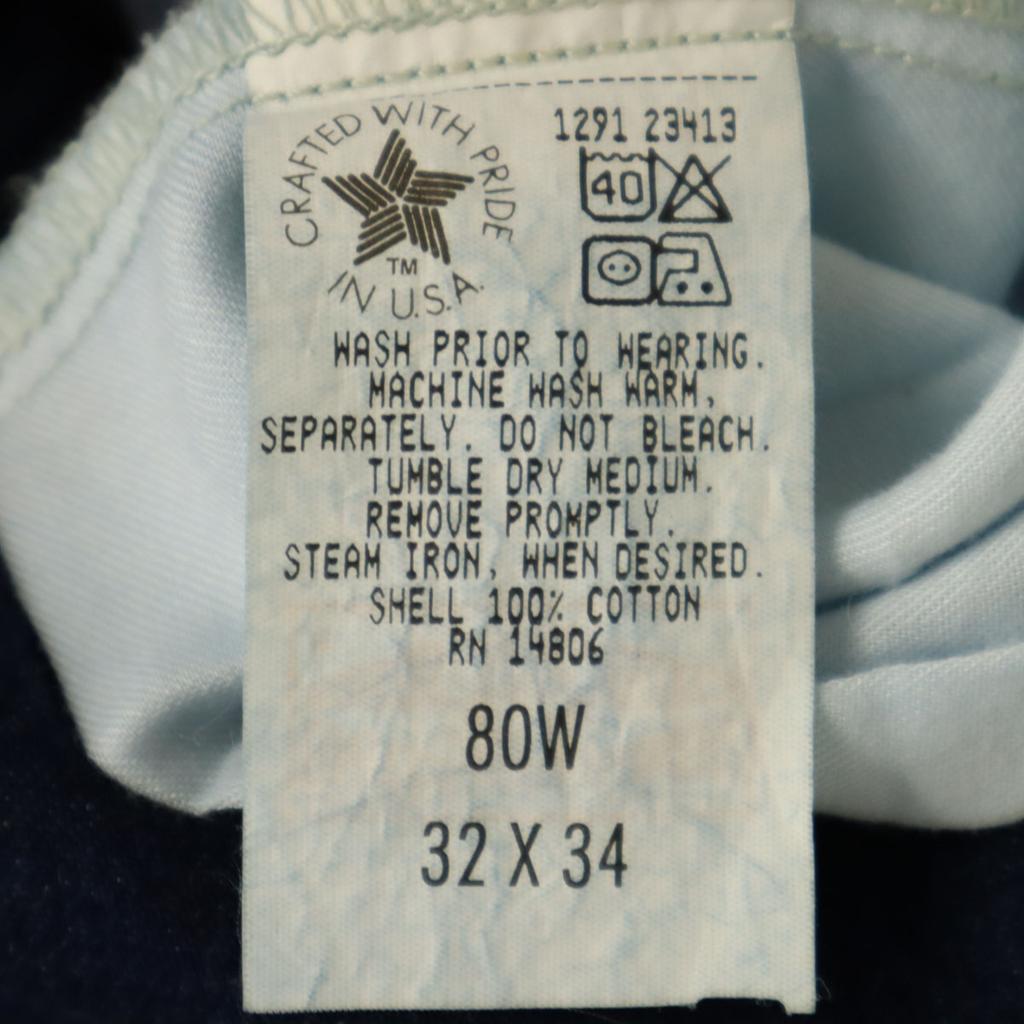 CRAFTED WITH PRIDE
TM
IN U.S.A.
1291 23413
40
WASH PRIOR TO WEARING.
MACHINE WASH WARM,
SEPARATELY. DO NOT BLEACH.
TUMBLE DRY MEDIUM.
REMOVE PROMPTLY.
STEAM IRON, WHEN DESIRED.
SHELL 100% COTTON
RN 14806
80W
32 X 34